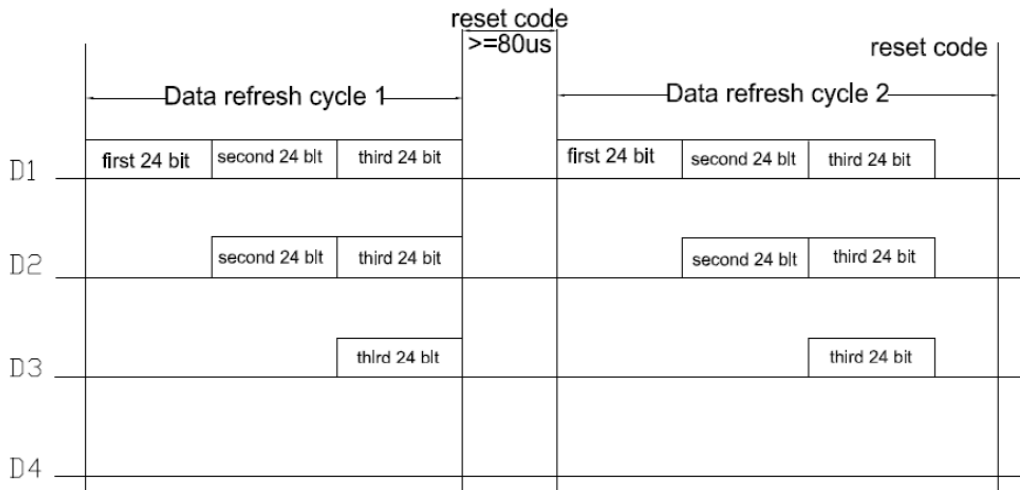 reset code
>=80us
reset code
Data refresh cycle 1
Data refresh cycle 2
D1
first 24 bit
second 24 blt
third 24 bit
first 24 bit
second 24 blt
third 24 bit
D2
second 24 blt
third 24 bit
second 24 blt
third 24 bit
D3
thlrd 24 blt
third 24 bit
D4